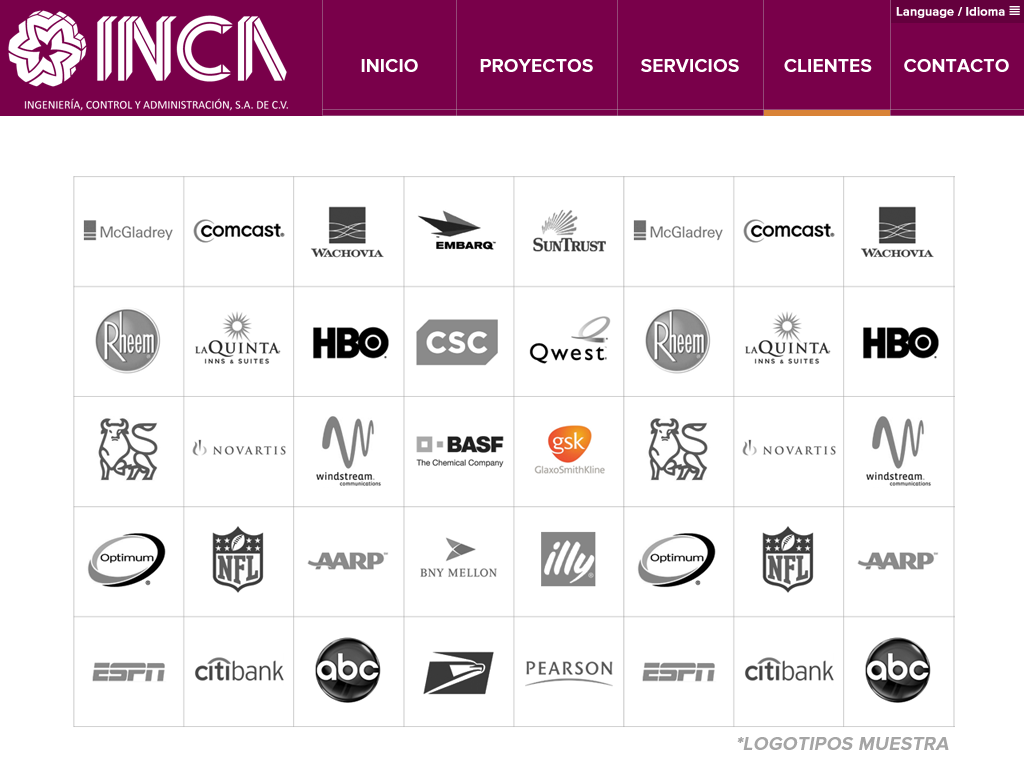 Language / Idioma
INCA
INGENIERÍA, CONTROL Y ADMINISTRACIÓN, S.A. DE C.V.
INICIO
PROYECTOS
SERVICIOS
CLIENTES
CONTACTO
McGladrey
comcast.
WACHOVIA
EMBARQ
SUNTRUST
McGladrey
comcast.
WACHOVIA
Rheem
LA QUINTA
INNS & SUITES
HBO
CSC
Qwest
Rheem
LA QUINTA
INNS & SUITES
HBO
NOVARTIS
windstream.
communications
BASF
The Chemical Company
gsk
GlaxoSmithKline
NOVARTIS
windstream.
communications
Optimum
NFL
AARP
BNY MELLON
illy
Optimum
NFL
AARP
ESPN
citibank
abc
PEARSON
ESPN
citibank
abc
*LOGOTIPOS MUESTRA